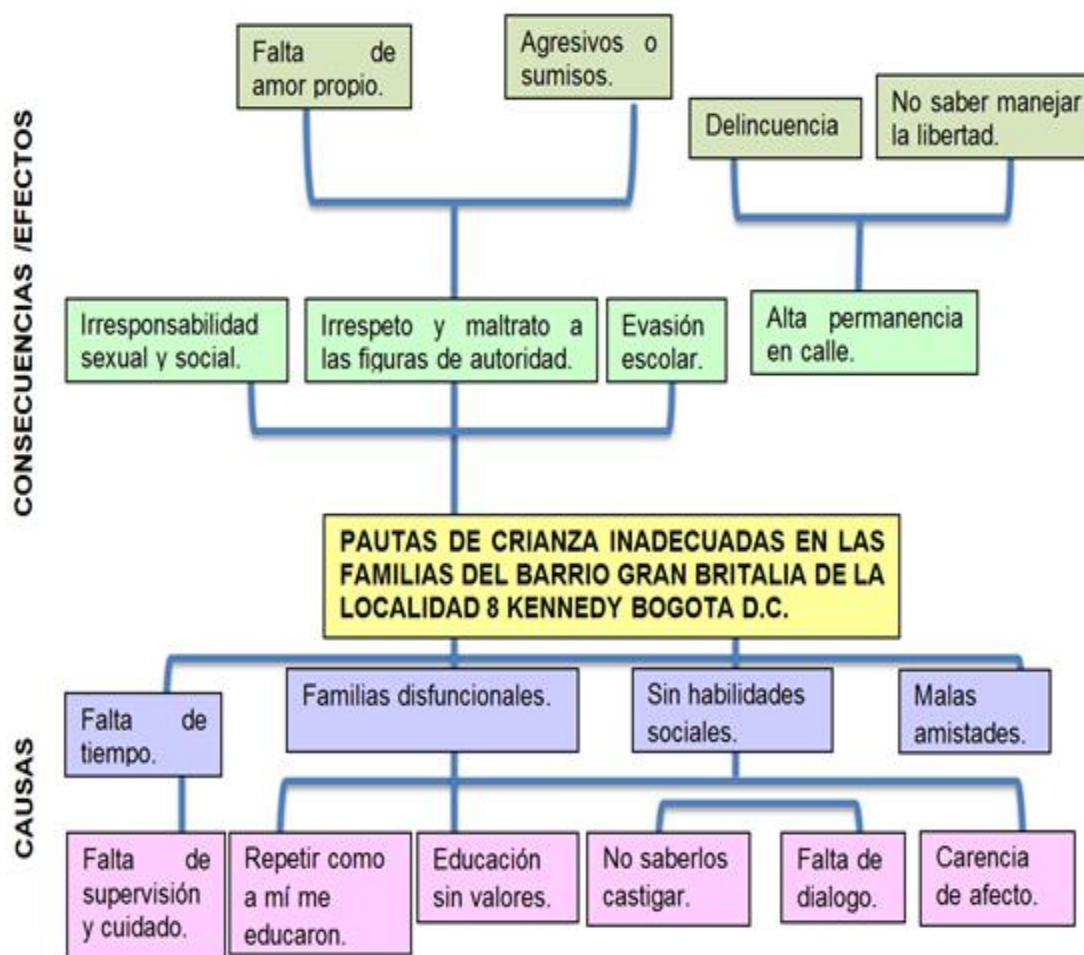 CONSECUENCIAS /EFECTOS
Falta de
amor propio.
Agresivos o
sumisos.
Delincuencia
No saber manejar
la libertad.
Irresponsabilidad
sexual y social.
Irrespeto y maltrato a
las figuras de autoridad.
Evasión
escolar.
Alta permanencia
en calle.
PAUTAS DE CRIANZA INADECUADAS EN LAS
FAMILIAS DEL BARRIO GRAN BRITALIA DE LA
LOCALIDAD 8 KENNEDY BOGOTA D.C.
CAUSAS
Falta de
tiempo.
Familias disfuncionales.
Sin habilidades
sociales.
Malas
amistades.
Falta de
supervisión
y cuidado.
Repetir como
a mí me
educaron.
Educación
sin valores.
No saberlos
castigar.
Falta de
dialogo.
Carencia
de afecto.